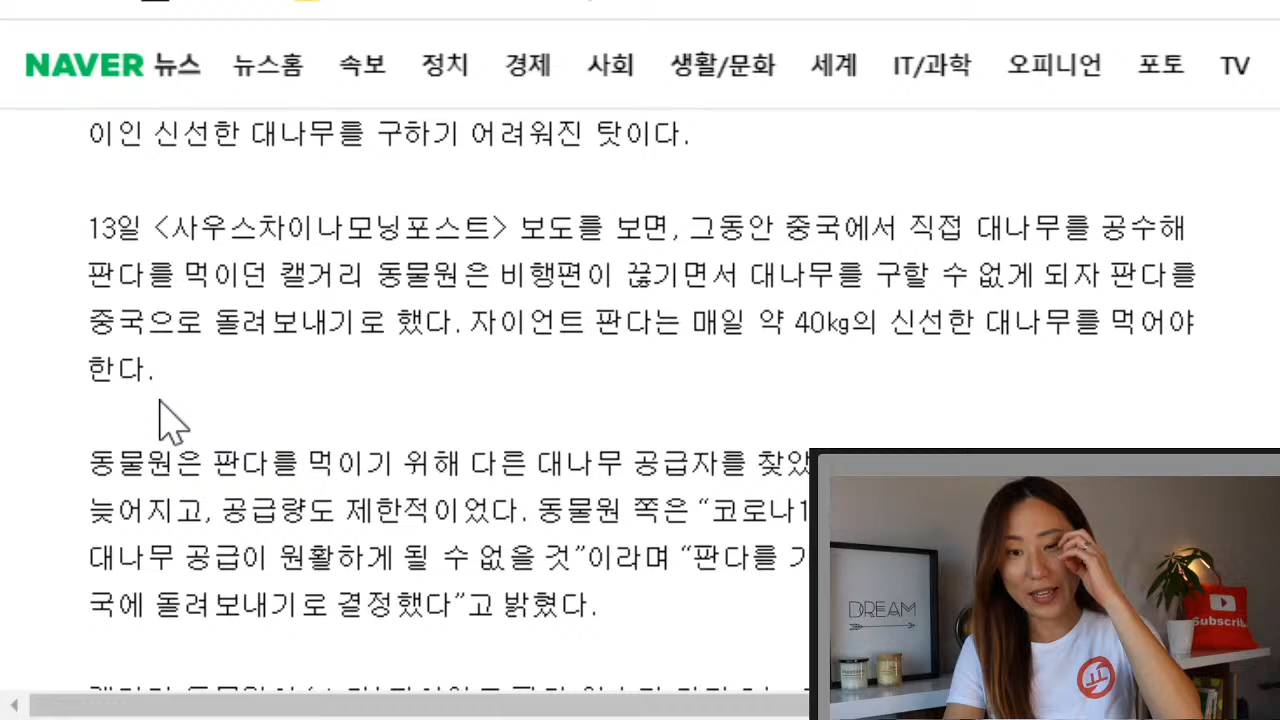 NAVER 뉴스 뉴스홈 속보 정치 경제 사회 생활/문화 세계 IT/과학 오피니언 포토 TV
이인 신선한 대나무를 구하기 어려워진 탓이다.
13일 <사우스차이나모닝포스트> 보도를 보면, 그동안 중국에서 직접 대나무를 공수해
판다를 먹이던 캘거리 동물원은 비행편이 끊기면서 대나무를 구할 수 없게 되자 판다를
중국으로 돌려보내기로 했다. 자이언트 판다는 매일 약 40㎏의 신선한 대나무를 먹어야
한다.
동물원은 판다를 먹이기 위해 다른 대나무 공급자를 찾았
늦어지고, 공급량도 제한적이었다. 동물원 쪽은 “코로나1
대나무 공급이 원활하게 될 수 없을 것”이라며 “판다를 
국에 돌려보내기로 결정했다”고 밝혔다.
DREAM
Subscrib